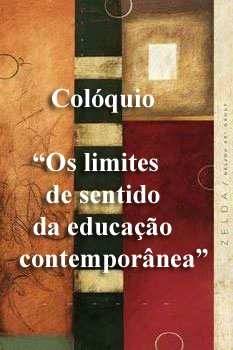 Colóquio
“Os limites
de sentido
da educação
contemporânea”
ZELDA /